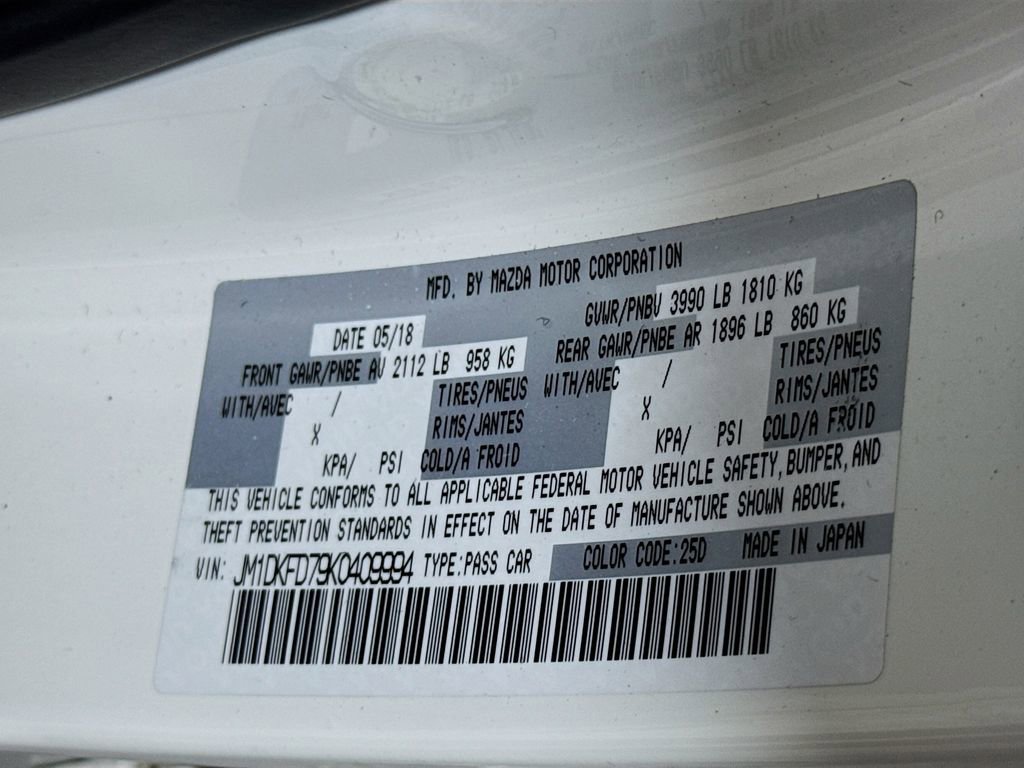 MFD. BY MAZDA MOTOR CORPORATION
DATE 05/18 GVWR/PNBV 3990 LB 1810 KG
FRONT GAWR/PNBE AV 2112 LB 958 KG REAR GAWR/PNBE AR 1896 LB 860 KG
WITH/AVEC / TIRES/PNEUS WITH/AVEC / TIRES/PNEUS
X RIMS/JANTES X RIMS/JANTES
KPA/ PSI COLD/A FROID KPA/ PSI COLD/A FROID
THIS VEHICLE CONFORMS TO ALL APPLICABLE FEDERAL MOTOR VEHICLE SAFETY, BUMPER, AND
THEFT PREVENTION STANDARDS IN EFFECT ON THE DATE OF MANUFACTURE SHOWN ABOVE.
VIN: JM1DKFD79K0409994 TYPE:PASS CAR COLOR CODE:25D MADE IN JAPAN